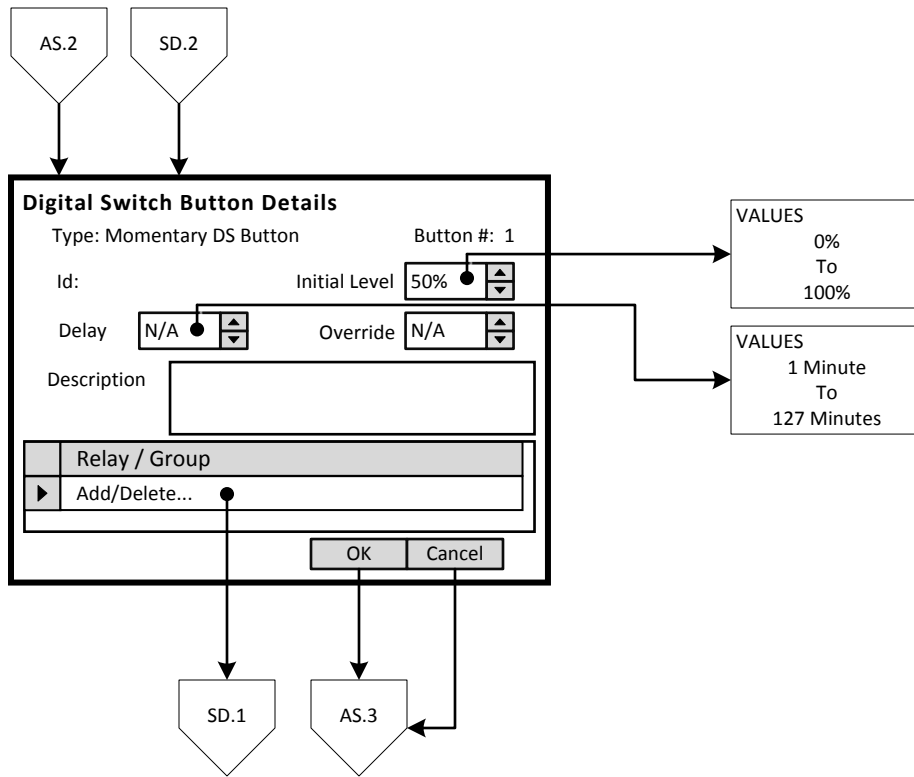 AS.2 SD.2
Digital Switch Button Details
Type: Momentary DS Button Button #: 1
Id: Initial Level 50%
Delay N/A Override N/A
Description
Relay / Group
Add/Delete...
OK Cancel
VALUES
0%
To
100%
VALUES
1 Minute
To
127 Minutes
SD.1 AS.3